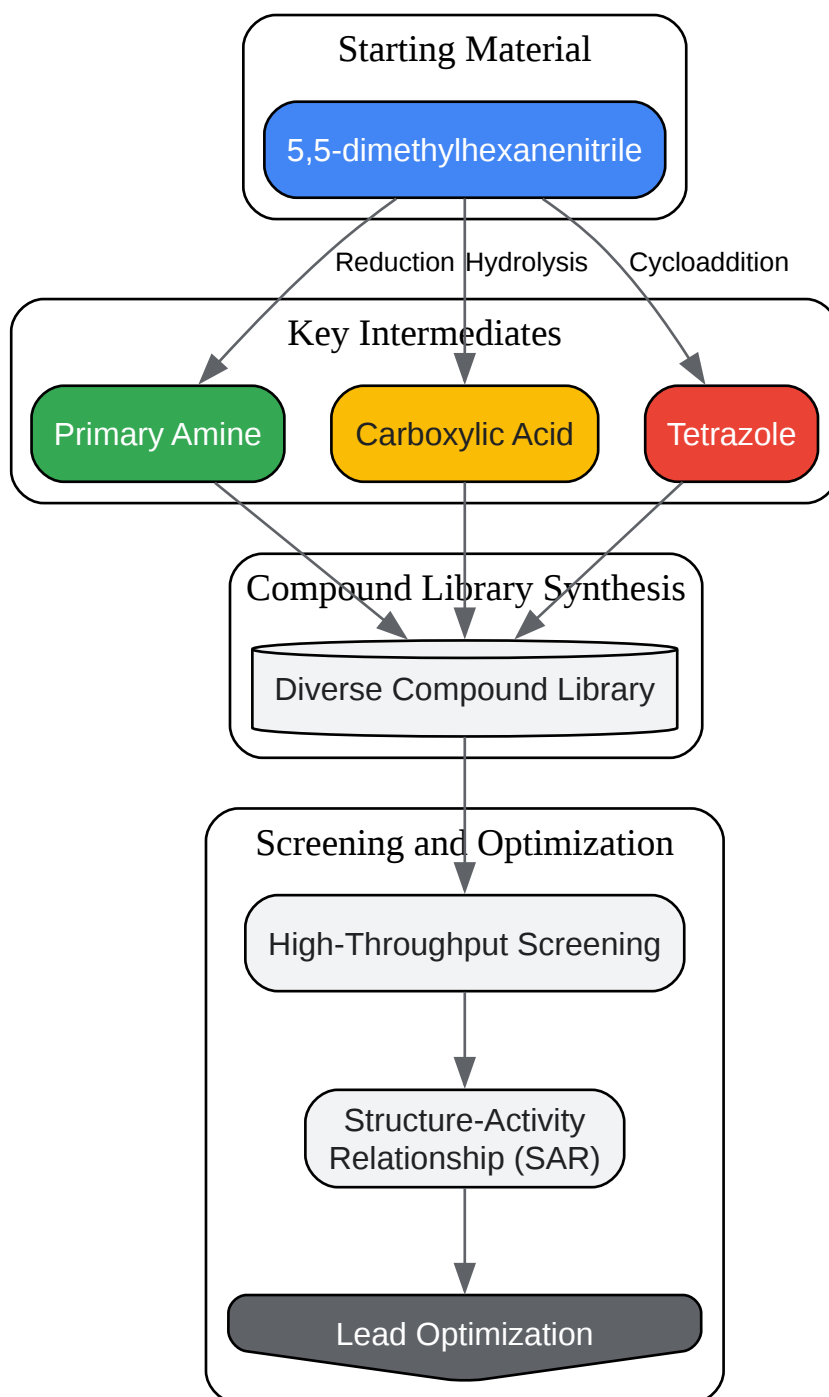 Starting Material
5,5-dimethylhexanenitrile
Reduction
Hydrolysis
Cycloaddition
Key Intermediates
Primary Amine
Carboxylic Acid
Tetrazole
Compound Library Synthesis
Diverse Compound Library
Screening and Optimization
High-Throughput Screening
Structure-Activity
Relationship (SAR)
Lead Optimization